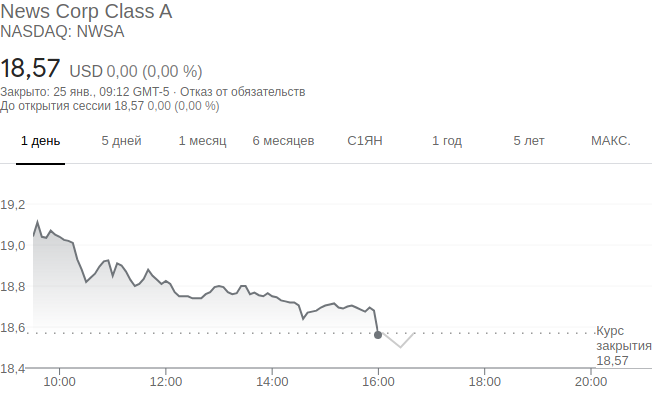 News Corp Class A
NASDAQ: NWSA
18,57 USD 0,00 (0,00 %)
Закрыто: 25 янв., 09:12 GMT-5 · Отказ от обязательств
До открытия сессии 18,57 0,00 (0,00 %)
1 день 5 дней 1 месяц 6 месяцев С1ЯН 1 год 5 лет МАКС.
19,2
19,0
18,8
18,6
Курс
закрытия
18,57
18,4
10:00 12:00 14:00 16:00 18:00 20:00